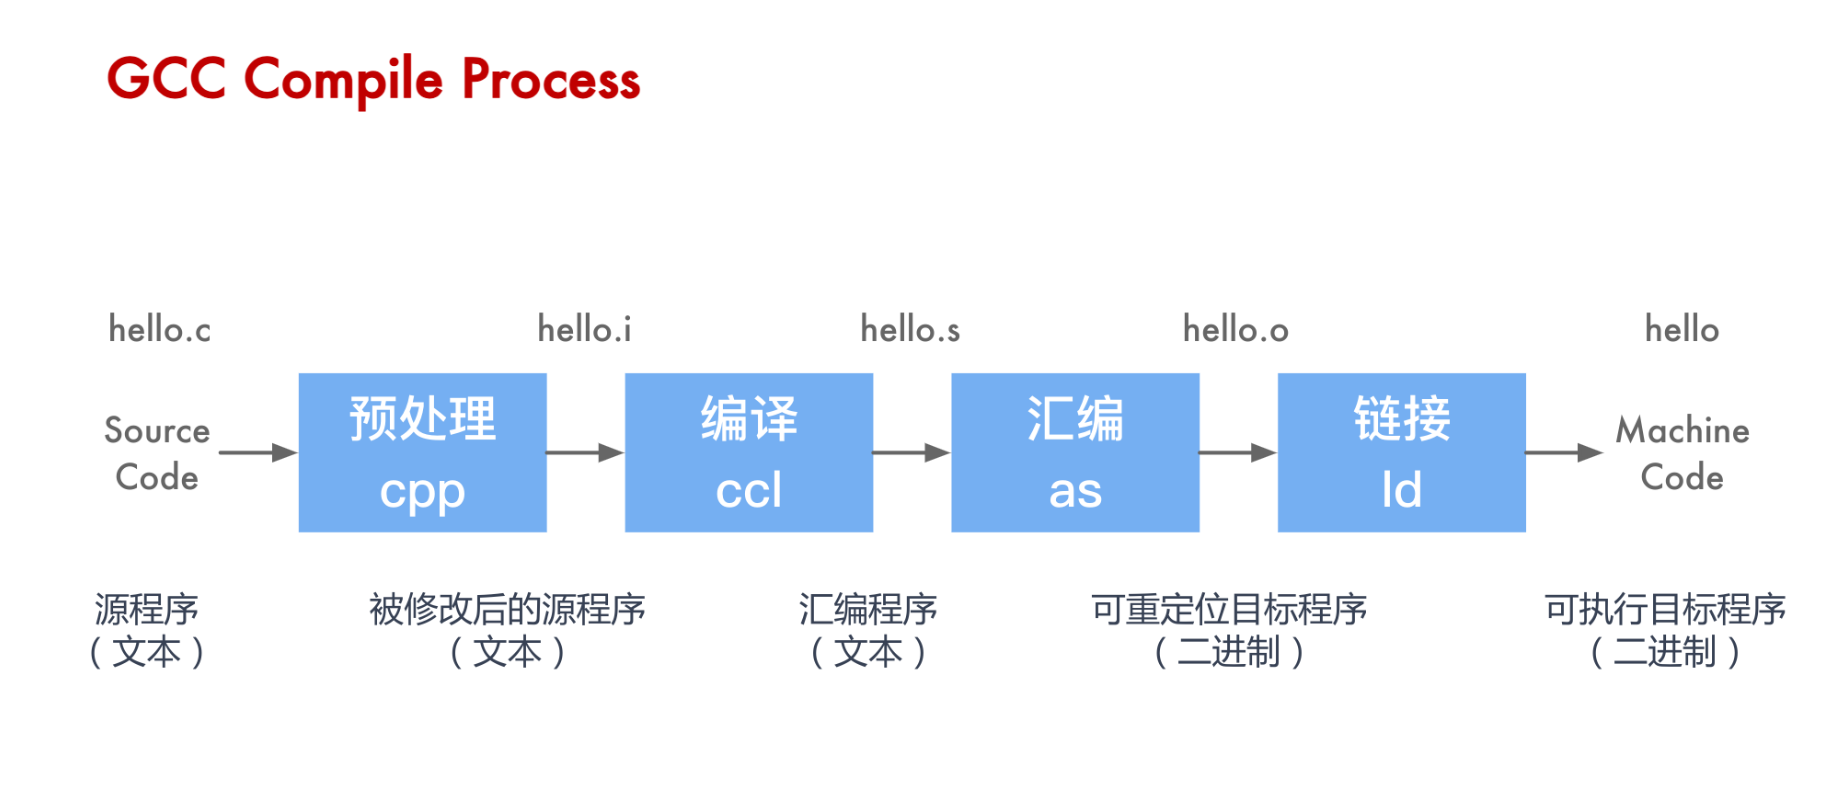 GCC Compile Process
hello.c
hello.i
hello.s
hello.o
hello
Source
Code
预处理
cpp
编译
ccl
汇编
as
链接
ld
Machine
Code
源程序
（文本）
被修改后的源程序
（文本）
汇编程序
（文本）
可重定位目标程序
（二进制）
可执行目标程序
（二进制）